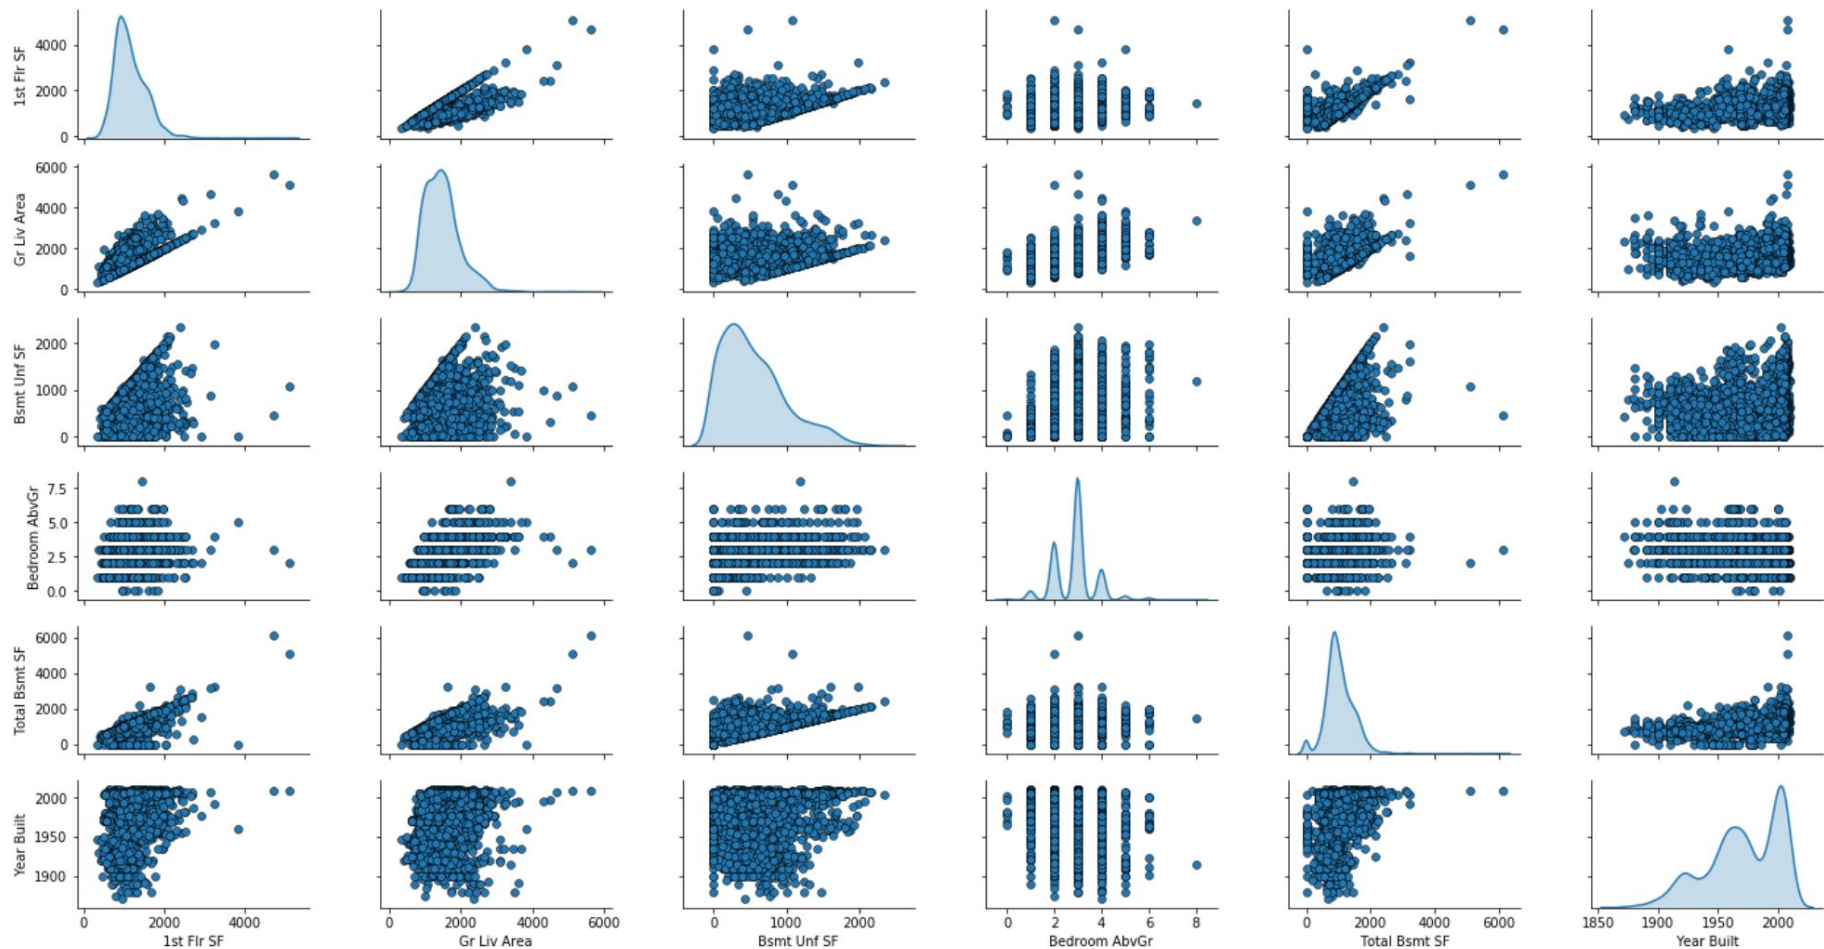 1st Flr SF
4000
2000
0
Gr Liv Area
6000
4000
2000
0
Bsmt Unf SF
2000
1000
0
Bedroom AbvGr
7.5
5.0
2.5
0.0
Total Bsmt SF
6000
4000
2000
0
Year Built
2000
1950
1900
0 2000 4000
0 2000 4000 6000
0 1000 2000
0 2 4 6 8
0 2000 4000 6000
1850 1900 1950 2000
1st Flr SF
Gr Liv Area
Bsmt Unf SF
Bedroom AbvGr
Total Bsmt SF
Year Built